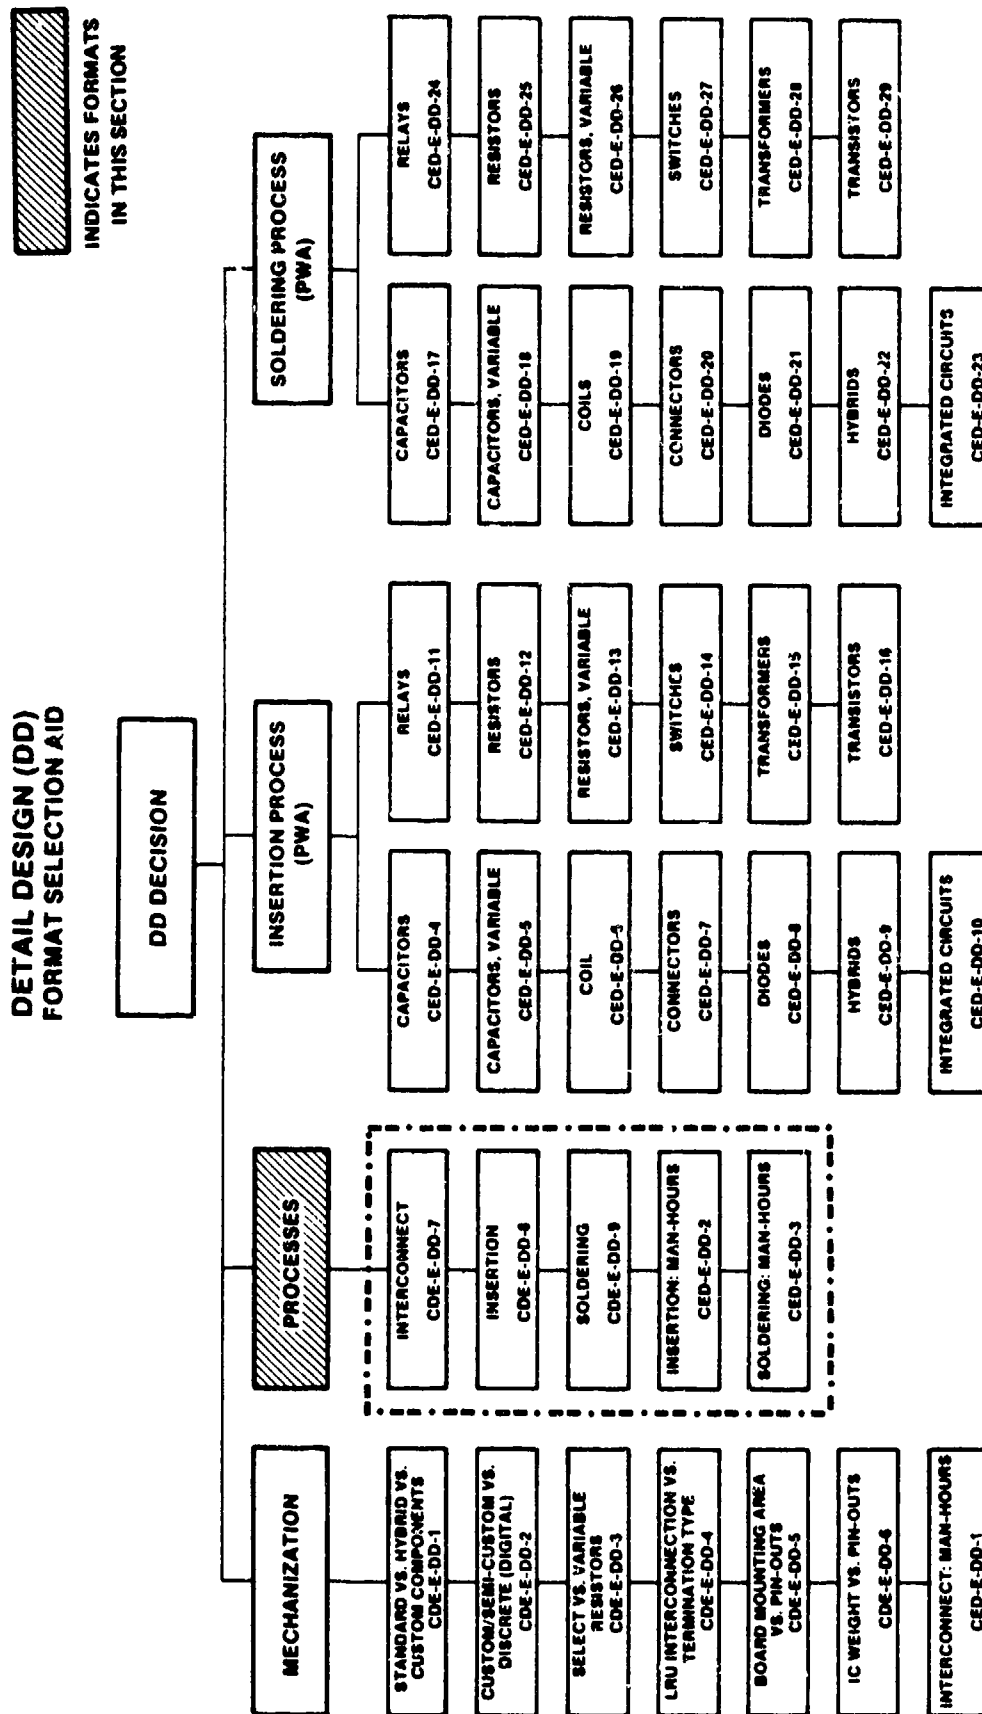 DETAIL DESIGN (DD)
FORMAT SELECTION AID
INDICATES FORMATS
IN THIS SECTION
DD DECISION
MECHANIZATION
STANDARD VS. HYBRID VS.
CUSTOM COMPONENTS
CDE-E-DD-1
CUSTOM/SEMI-CUSTOM VS.
DISCRETE (DIGITAL)
CDE-E-DD-2
SELECT VS. VARIABLE
RESISTORS
CDE-E-DD-3
LRU INTERCONNECTION VS.
TERMINATION TYPE
CDE-E-DD-4
BOARD MOUNTING AREA
VS. PIN-OUTS
CDE-E-DD-5
IC WEIGHT VS. PIN-OUTS
CDE-E-DD-6
INTERCONNECT: MAN-HOURS
CED-E-DD-1
PROCESSES
INTERCONNECT
CDE-E-DD-7
INSERTION
CDE-E-DD-8
SOLDERING
CDE-E-DD-9
INSERTION: MAN-HOURS
CED-E-DD-2
SOLDERING: MAN-HOURS
CED-E-DD-3
INSERTION PROCESS
(PWA)
CAPACITORS
CED-E-DD-4
CAPACITORS, VARIABLE
CED-E-DD-5
COIL
CONNECTORS
CED-E-DD-7
DIODES
CED-E-DD-8
HYBRIDS
CED-E-DD-9
INTEGRATED CIRCUITS
CED-E-DD-10
RELAYS
CED-E-DD-11
RESISTORS
CED-E-DD-12
RESISTORS, VARIABLE
CED-E-DD-13
SWITCHES
CED-E-DD-14
TRANSFORMERS
CED-E-DD-15
TRANSISTORS
CED-E-DD-16
SOLDERING PROCESS
(PWA)
CAPACITORS
CED-E-DD-17
CAPACITORS, VARIABLE
CED-E-DD-18
COILS
CED-E-DD-19
CONNECTORS
CED-E-DD-20
DIODES
CED-E-DD-21
HYBRIDS
CED-E-DD-22
INTEGRATED CIRCUITS
CED-E-DD-23
RELAYS
CED-E-DD-24
RESISTORS
CED-E-DD-25
RESISTORS, VARIABLE
CED-E-DD-26
SWITCHES
CED-E-DD-27
TRANSFORMERS
CED-E-DD-28
TRANSISTORS
CED-E-DD-29